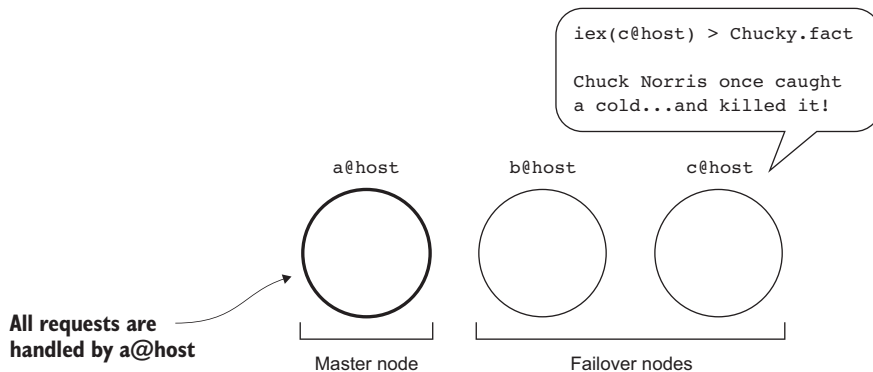 iex(c@host) > Chucky.fact
Chuck Norris once caught
a cold...and killed it!
a@host
b@host
c@host
All requests are
handled by a@host
Master node
Failover nodes